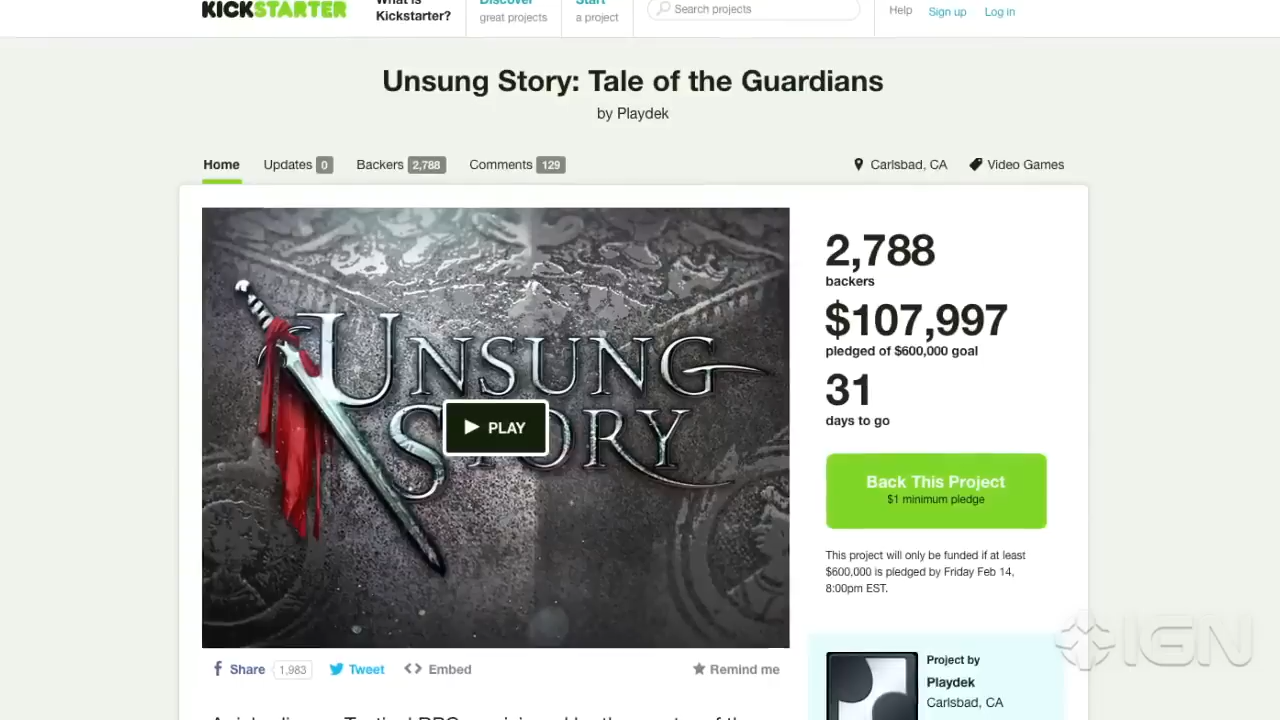 KICKSTARTER
What is
Kickstarter?
Discover
great projects
Start
a project
Search projects
Help
Sign up
Log in
Unsung Story: Tale of the Guardians
by Playdek
Home
Updates 0
Backers 2,788
Comments 129
Carlsbad, CA
Video Games
UNSUNG
STORY
PLAY
2,788
backers
$107,997
pledged of $600,000 goal
31
days to go
Back This Project
$1 minimum pledge
This project will only be funded if at least
$600,000 is pledged by Friday Feb 14,
8:00pm EST.
Share 1,983
Tweet
Embed
Remind me
Project by
Playdek
Carlsbad, CA
IGN